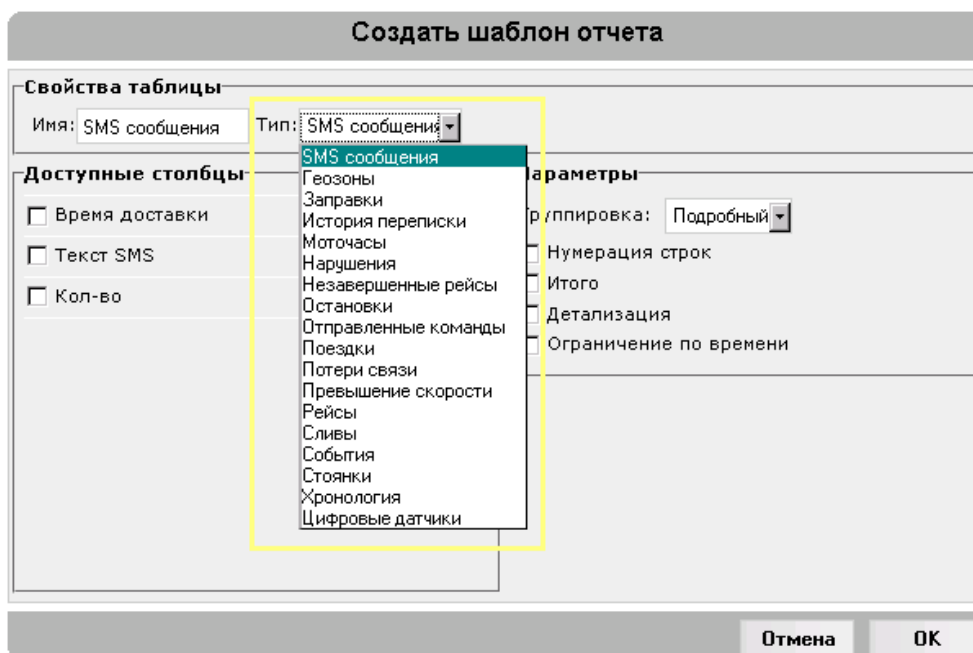 Создать шаблон отчета
Свойства таблицы
Имя: SMS сообщения Тип: SMS сообщения
SMS сообщения
Геозоны
Заправки
История переписки
Моточасы
Нарушения
Незавершенные рейсы
Остановки
Отправленные команды
Поездки
Потери связи
Превышение скорости
Рейсы
Сливы
События
Стоянки
Хронология
Цифровые датчики
Доступные столбцы
Время доставки
Текст SMS
Кол-во
Параметры
Группировка: Подробный
Нумерация строк
Итого
Детализация
Ограничение по времени
Отмена OK